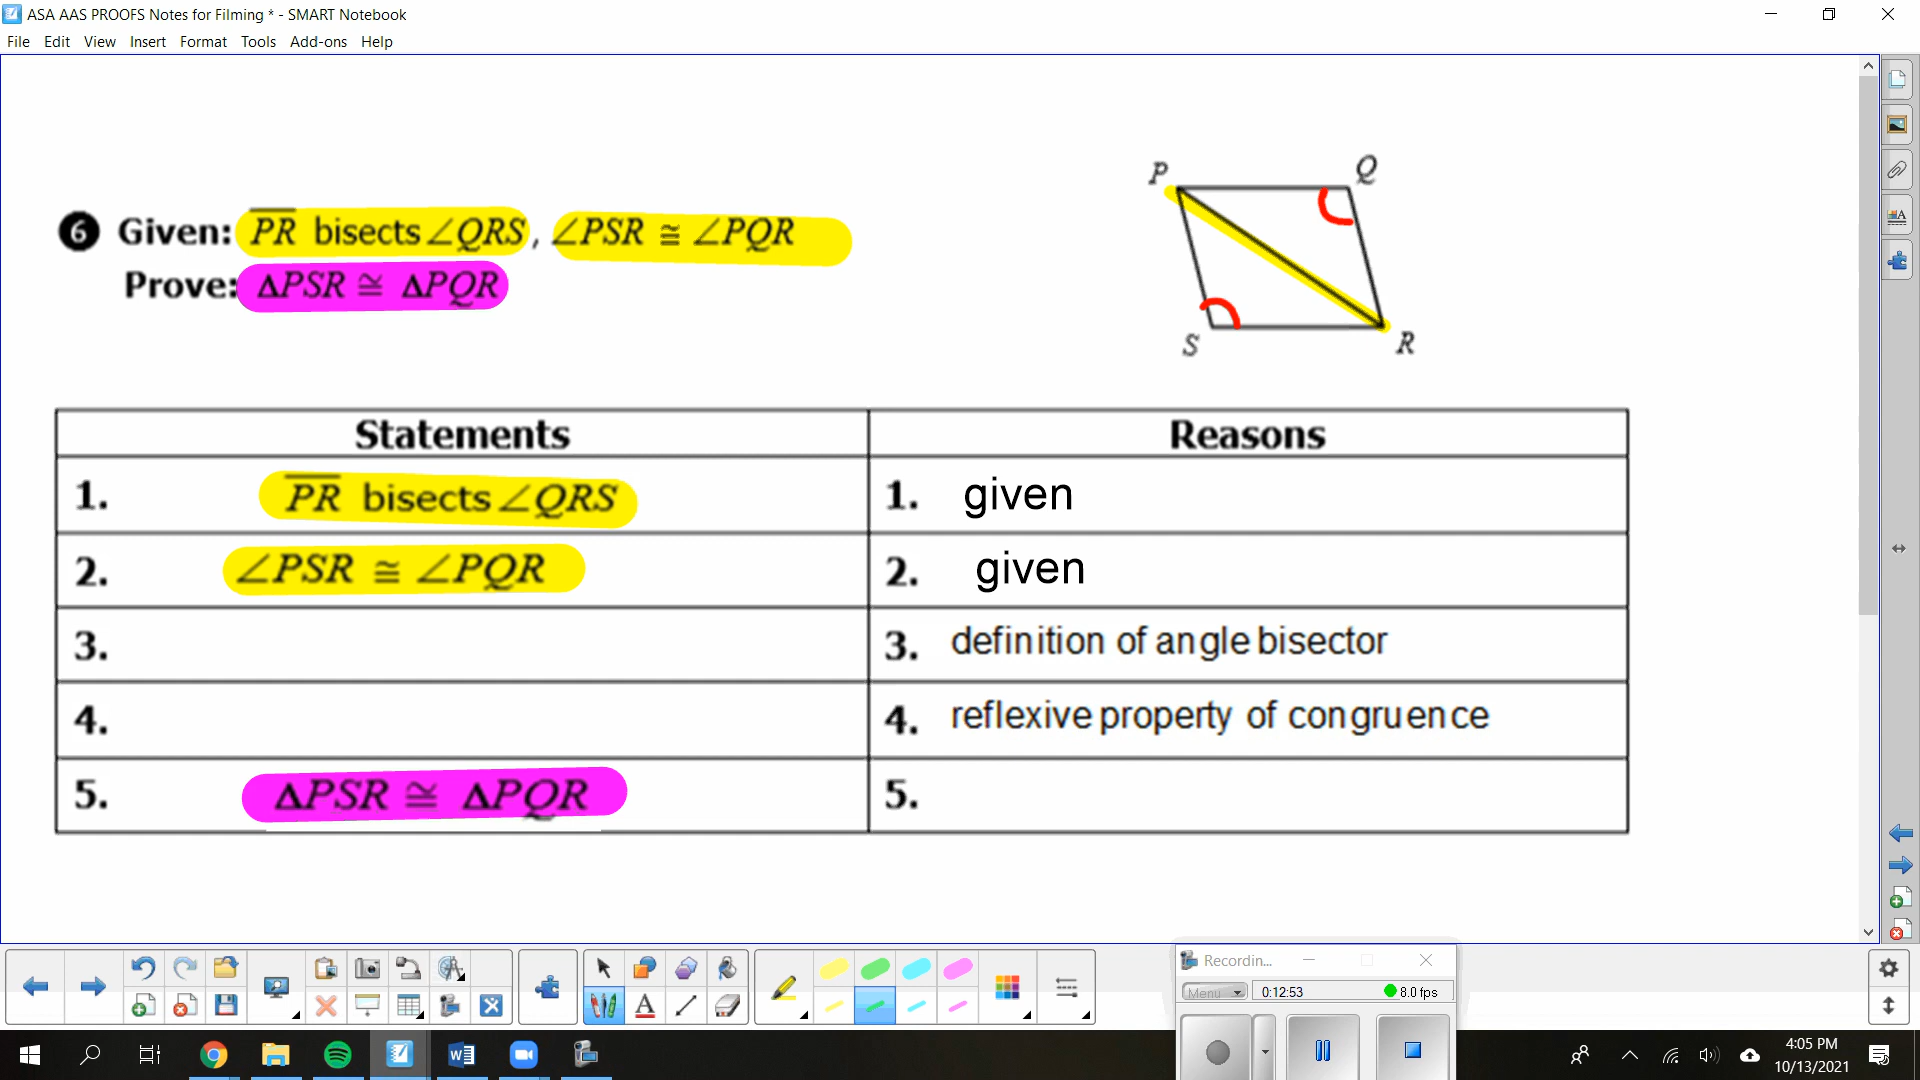 ASA AAS PROOFS Notes for Filming * - SMART Notebook
File Edit View Insert Format Tools Add-ons Help
P Q
6 Given: PR bisects ∠QRS, ∠PSR ≅ ∠PQR
Prove: ΔPSR ≅ ΔPQR
S R
Statements Reasons
1. PR bisects ∠QRS 1. given
2. ∠PSR ≅ ∠PQR 2. given
3. 3. definition of angle bisector
4. 4. reflexive property of congruence
5. ΔPSR ≅ ΔPQR 5.
Recordin...
Menu 0:12:53 8.0 fps
4:05 PM
10/13/2021